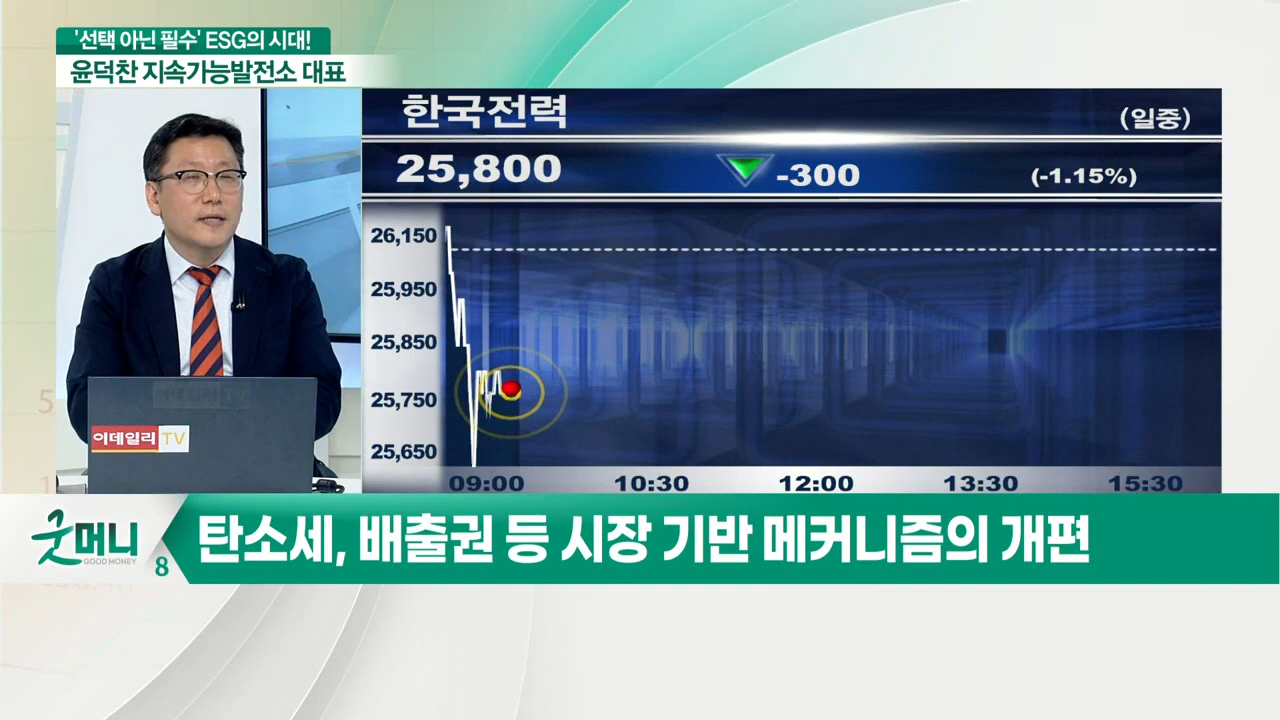 '선택 아닌 필수' ESG의 시대!
윤덕찬 지속가능발전소 대표
한국전력
(일중)
25,800
-300
(-1.15%)
26,150
25,950
25,850
25,750
25,650
09:00
10:30
12:00
13:30
15:30
이데일리 TV
굿머니
GOOD MONEY
8
탄소세, 배출권 등 시장 기반 메커니즘의 개편